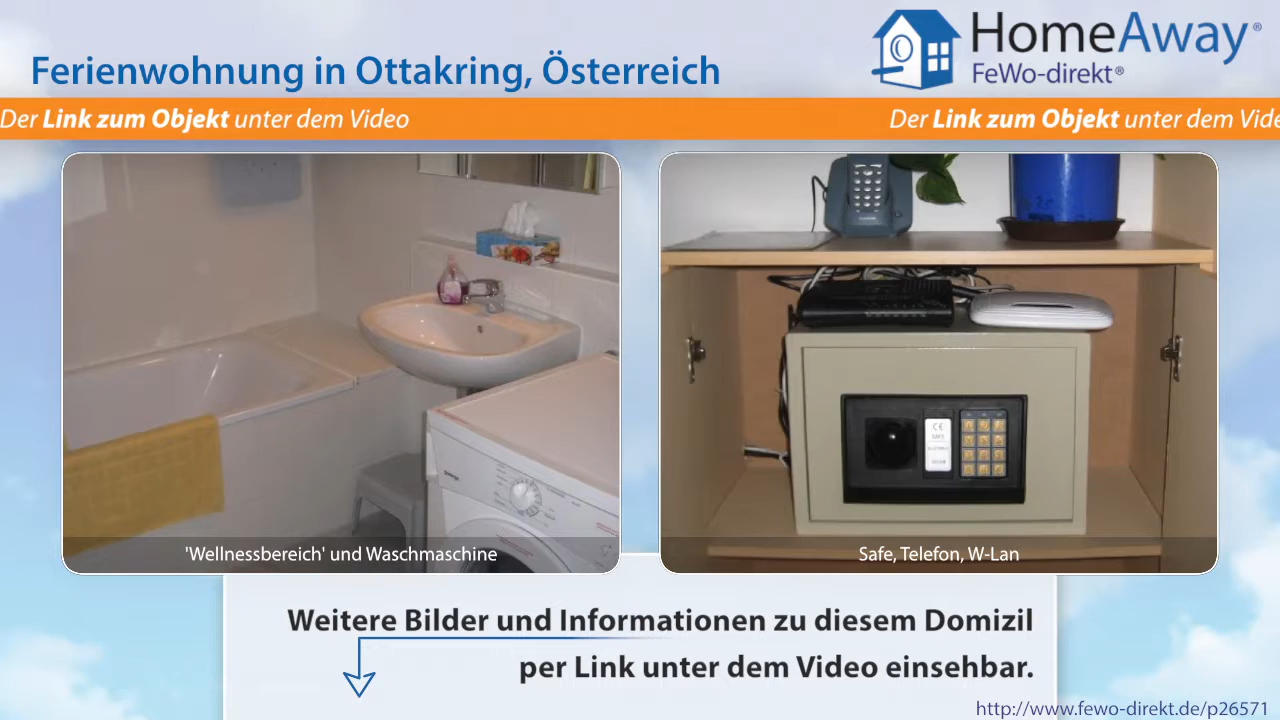 HomeAway®
FeWo-direkt®
Ferienwohnung in Ottakring, Österreich
Der Link zum Objekt unter dem Video
Der Link zum Objekt unter dem Vide
'Wellnessbereich' und Waschmaschine
Safe, Telefon, W-Lan
Weitere Bilder und Informationen zu diesem Domizil
per Link unter dem Video einsehbar.
http://www.fewo-direkt.de/p26571